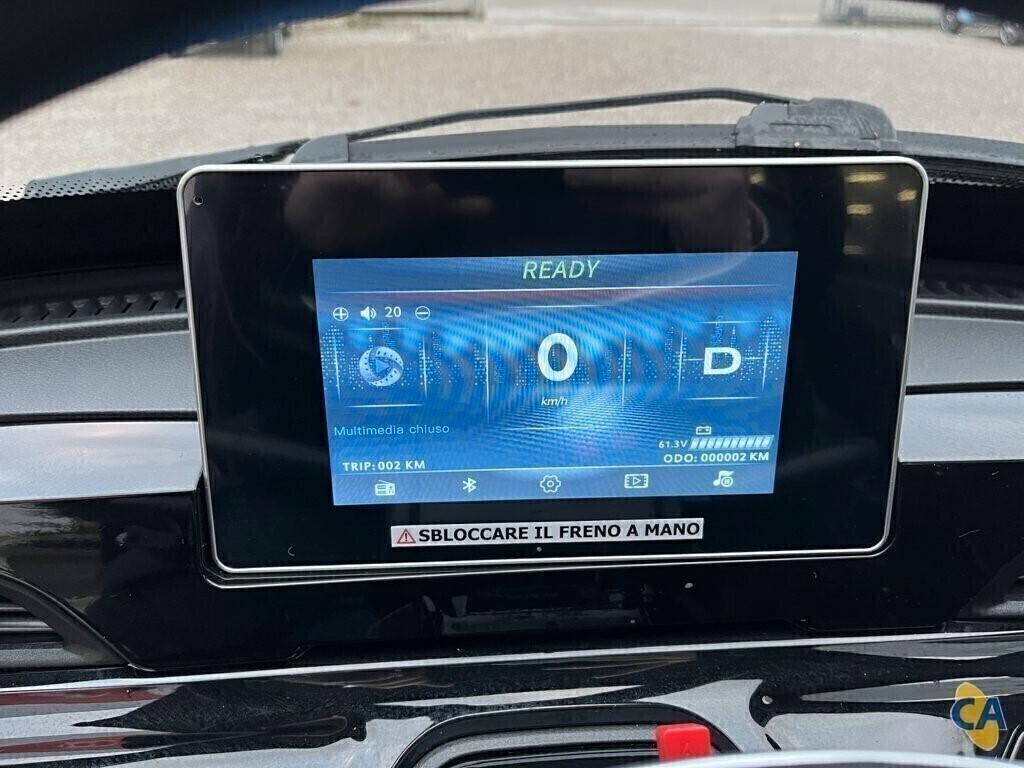 READY
20
0
km/h
D
Multimedia chiuso
61.3V
TRIP:002 KM
ODO: 000002 KM
SBLOCCARE IL FRENO A MANO
CA